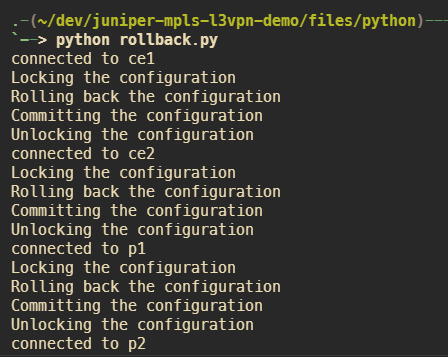 .-(~/dev/juniper-mpls-l3vpn-demo/files/python)---
`--> python rollback.py
connected to ce1
Locking the configuration
Rolling back the configuration
Committing the configuration
Unlocking the configuration
connected to ce2
Locking the configuration
Rolling back the configuration
Committing the configuration
Unlocking the configuration
connected to p1
Locking the configuration
Rolling back the configuration
Committing the configuration
Unlocking the configuration
connected to p2